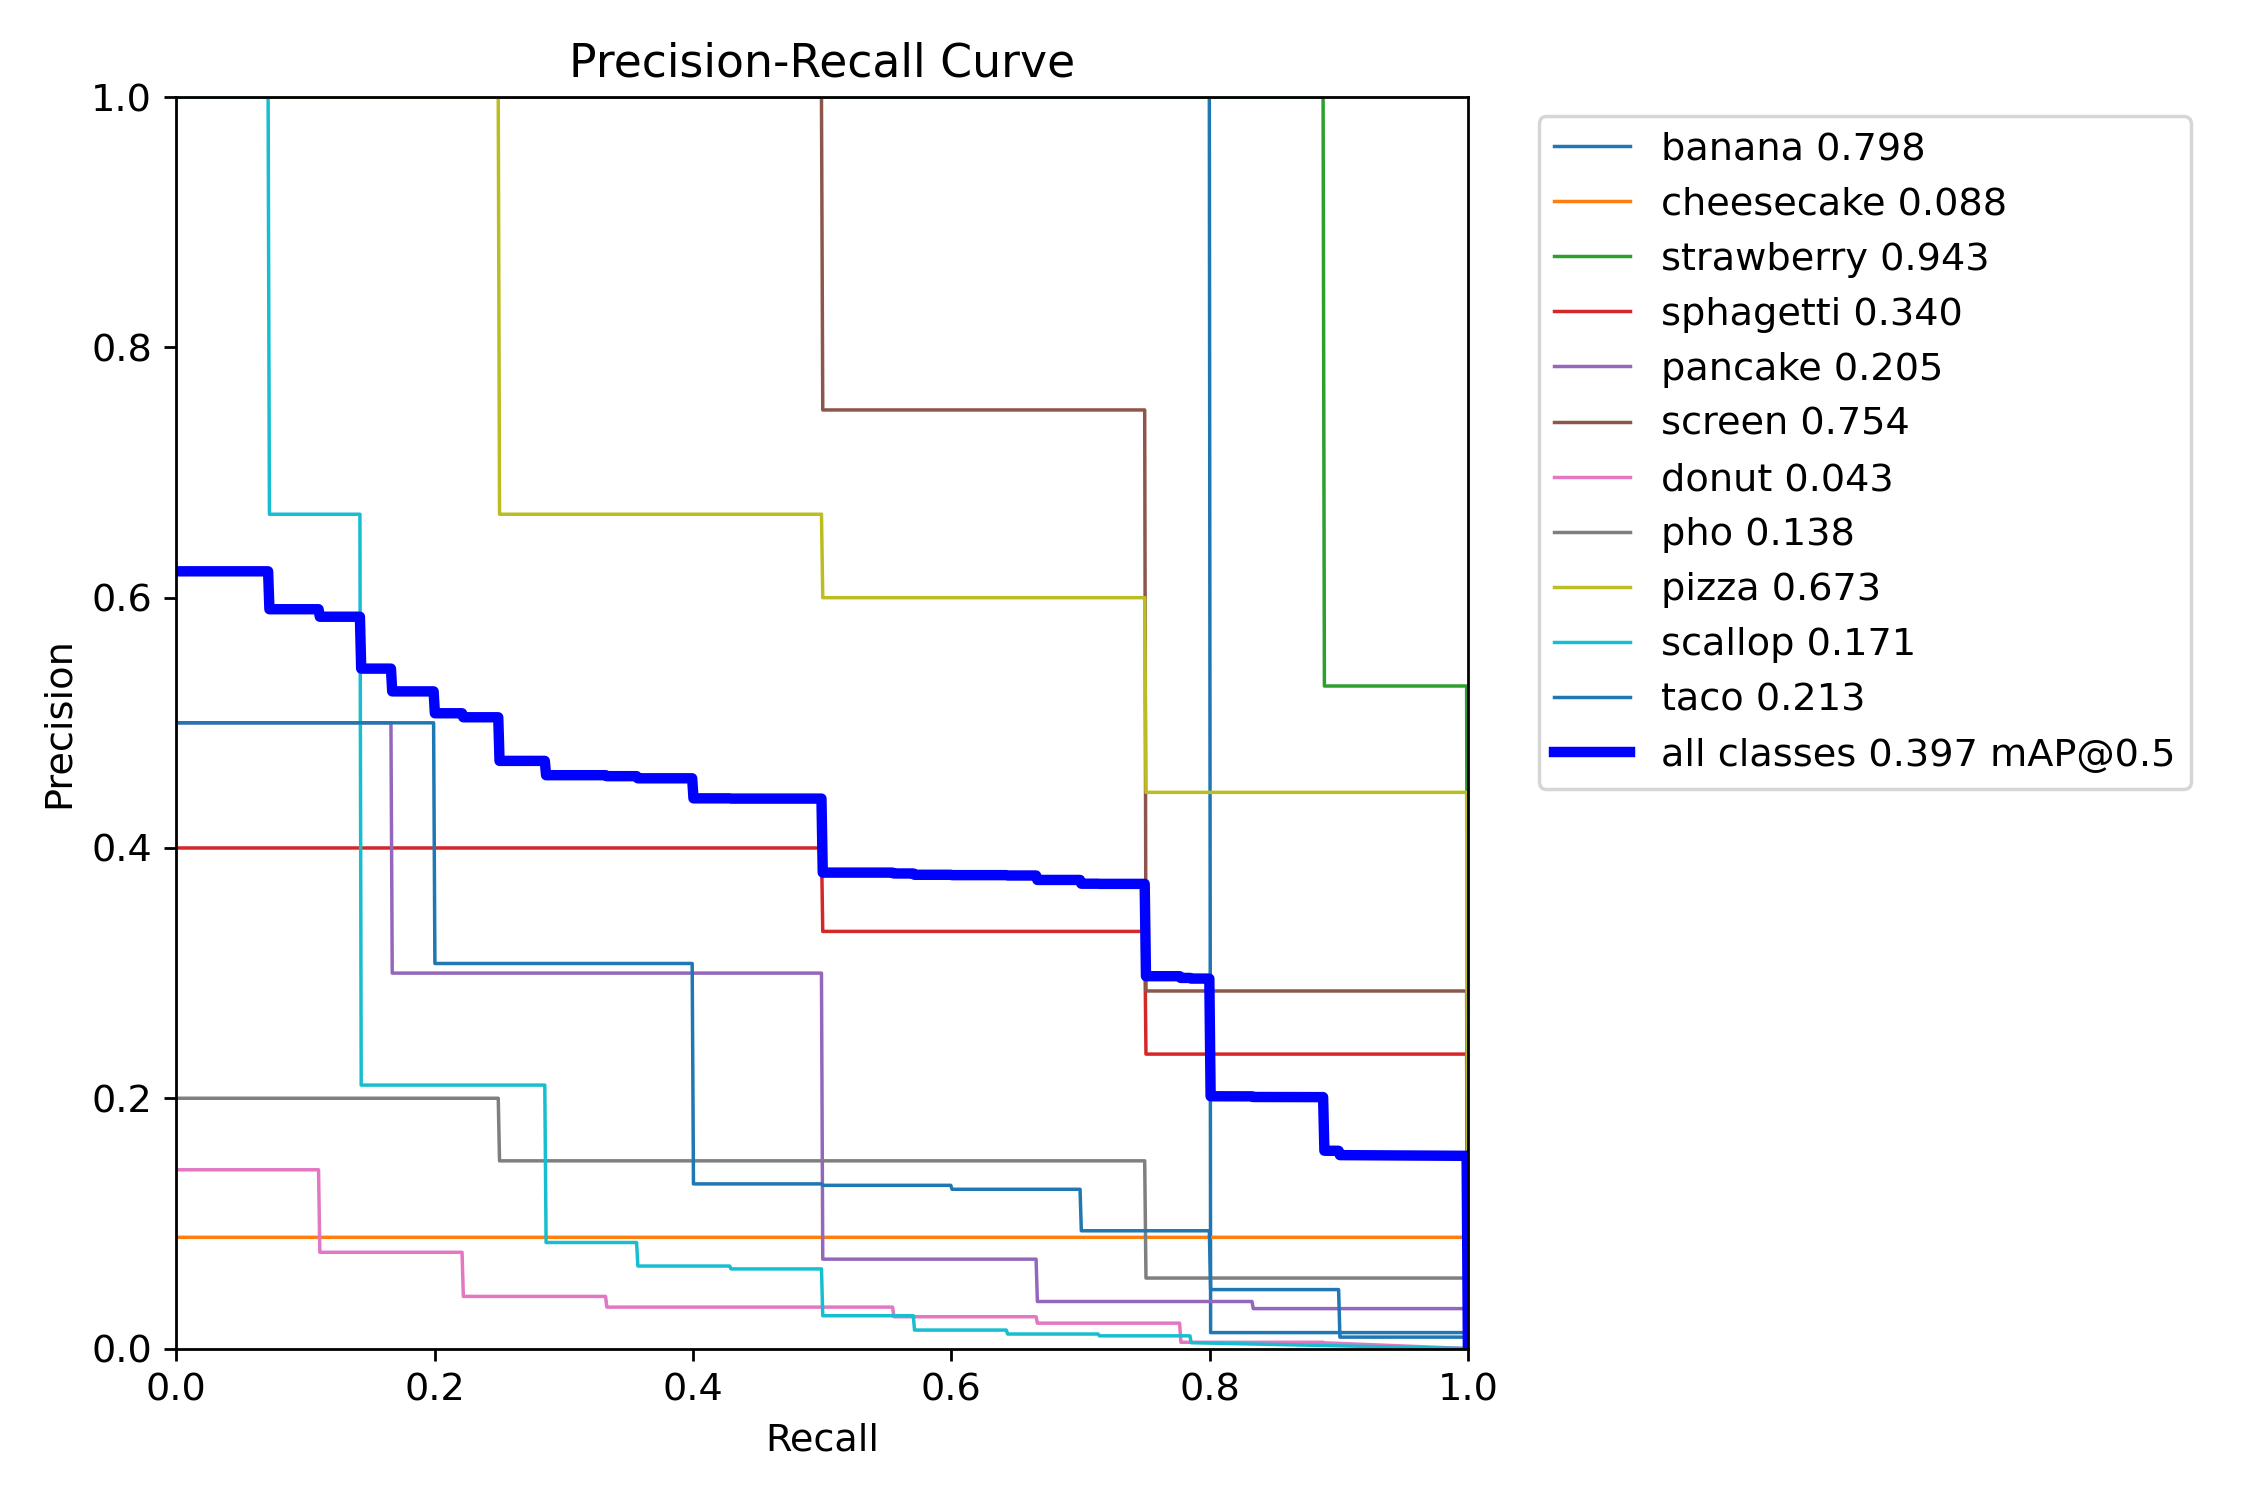 Precision-Recall Curve
1.0
0.8
0.6
0.4
0.2
0.0
Precision
0.0 0.2 0.4 0.6 0.8 1.0
Recall
banana 0.798
cheesecake 0.088
strawberry 0.943
sphagetti 0.340
pancake 0.205
screen 0.754
donut 0.043
pho 0.138
pizza 0.673
scallop 0.171
taco 0.213
all classes 0.397 mAP@0.5